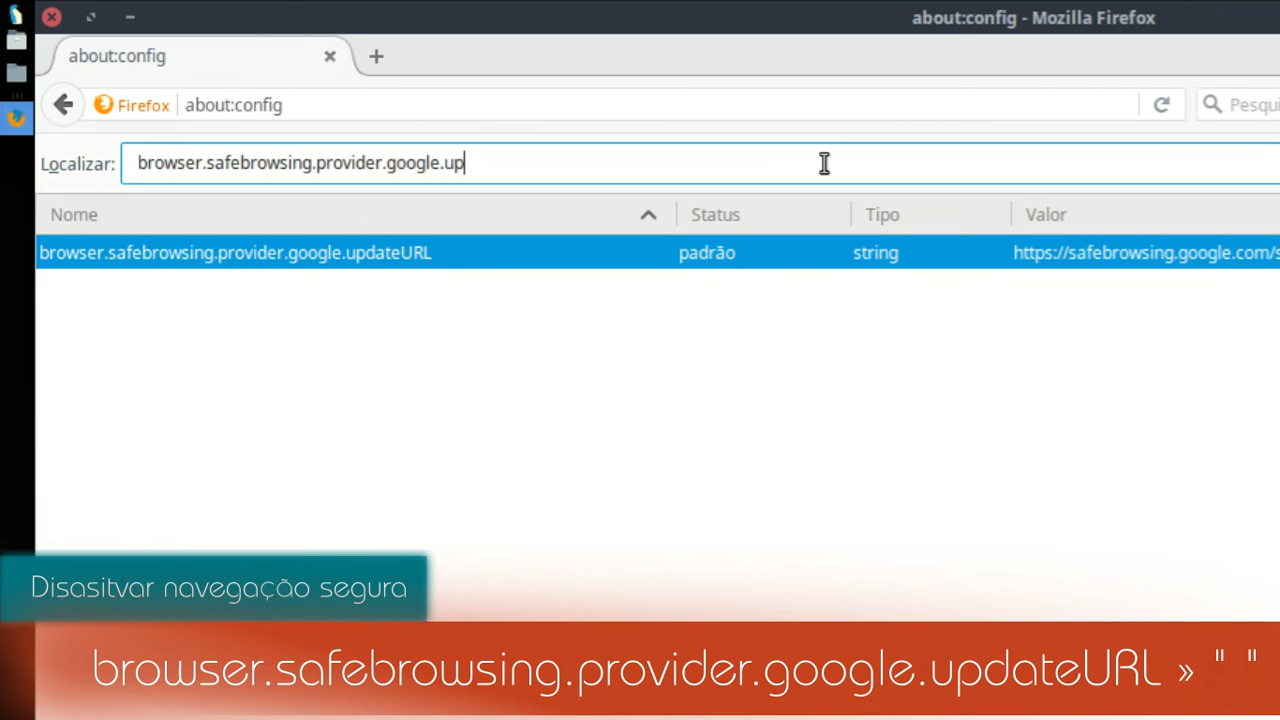 about:config - Mozilla Firefox
about:config
Firefox about:config Pesqui
Localizar: browser.safebrowsing.provider.google.up
Nome Status Tipo Valor
browser.safebrowsing.provider.google.updateURL padrão string https://safebrowsing.google.com/s
Disasitvar navegação segura
browser.safebrowsing.provider.google.updateURL » " "